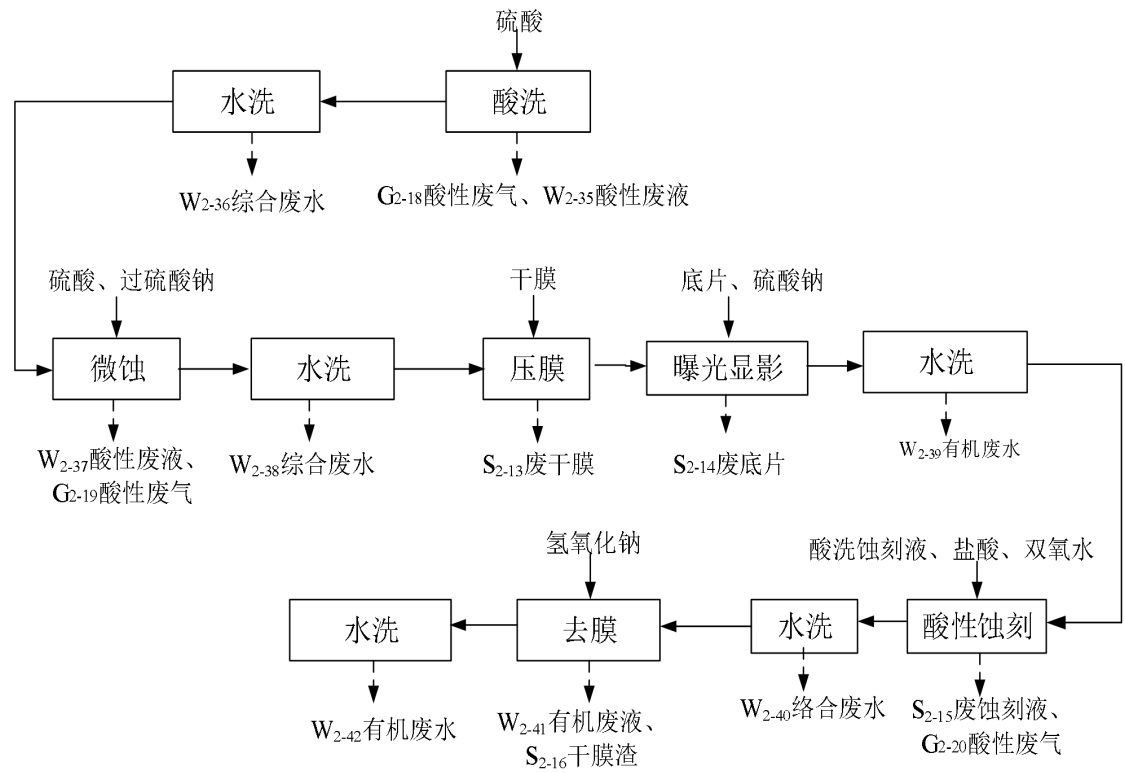 硫酸
水洗
酸洗
W2-36综合废水
G2-18酸性废气、W2-35酸性废液
硫酸、过硫酸钠
干膜
底片、硫酸钠
微蚀
水洗
压膜
曝光显影
水洗
W2-37酸性废液、
G2-19酸性废气
W2-38综合废水
S2-13废干膜
S2-14废底片
W2-39有机废水
氢氧化钠
酸洗蚀刻液、盐酸、双氧水
水洗
去膜
水洗
酸性蚀刻
W2-42有机废水
W2-41有机废液、
S2-16干膜渣
W2-40络合废水
S2-15废蚀刻液、
G2-20酸性废气